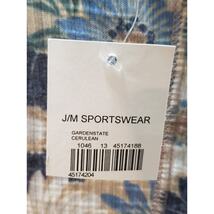 J/M SPORTSWEAR
GARDENSTATE
CERULEAN
1046 13 45174188
45174204